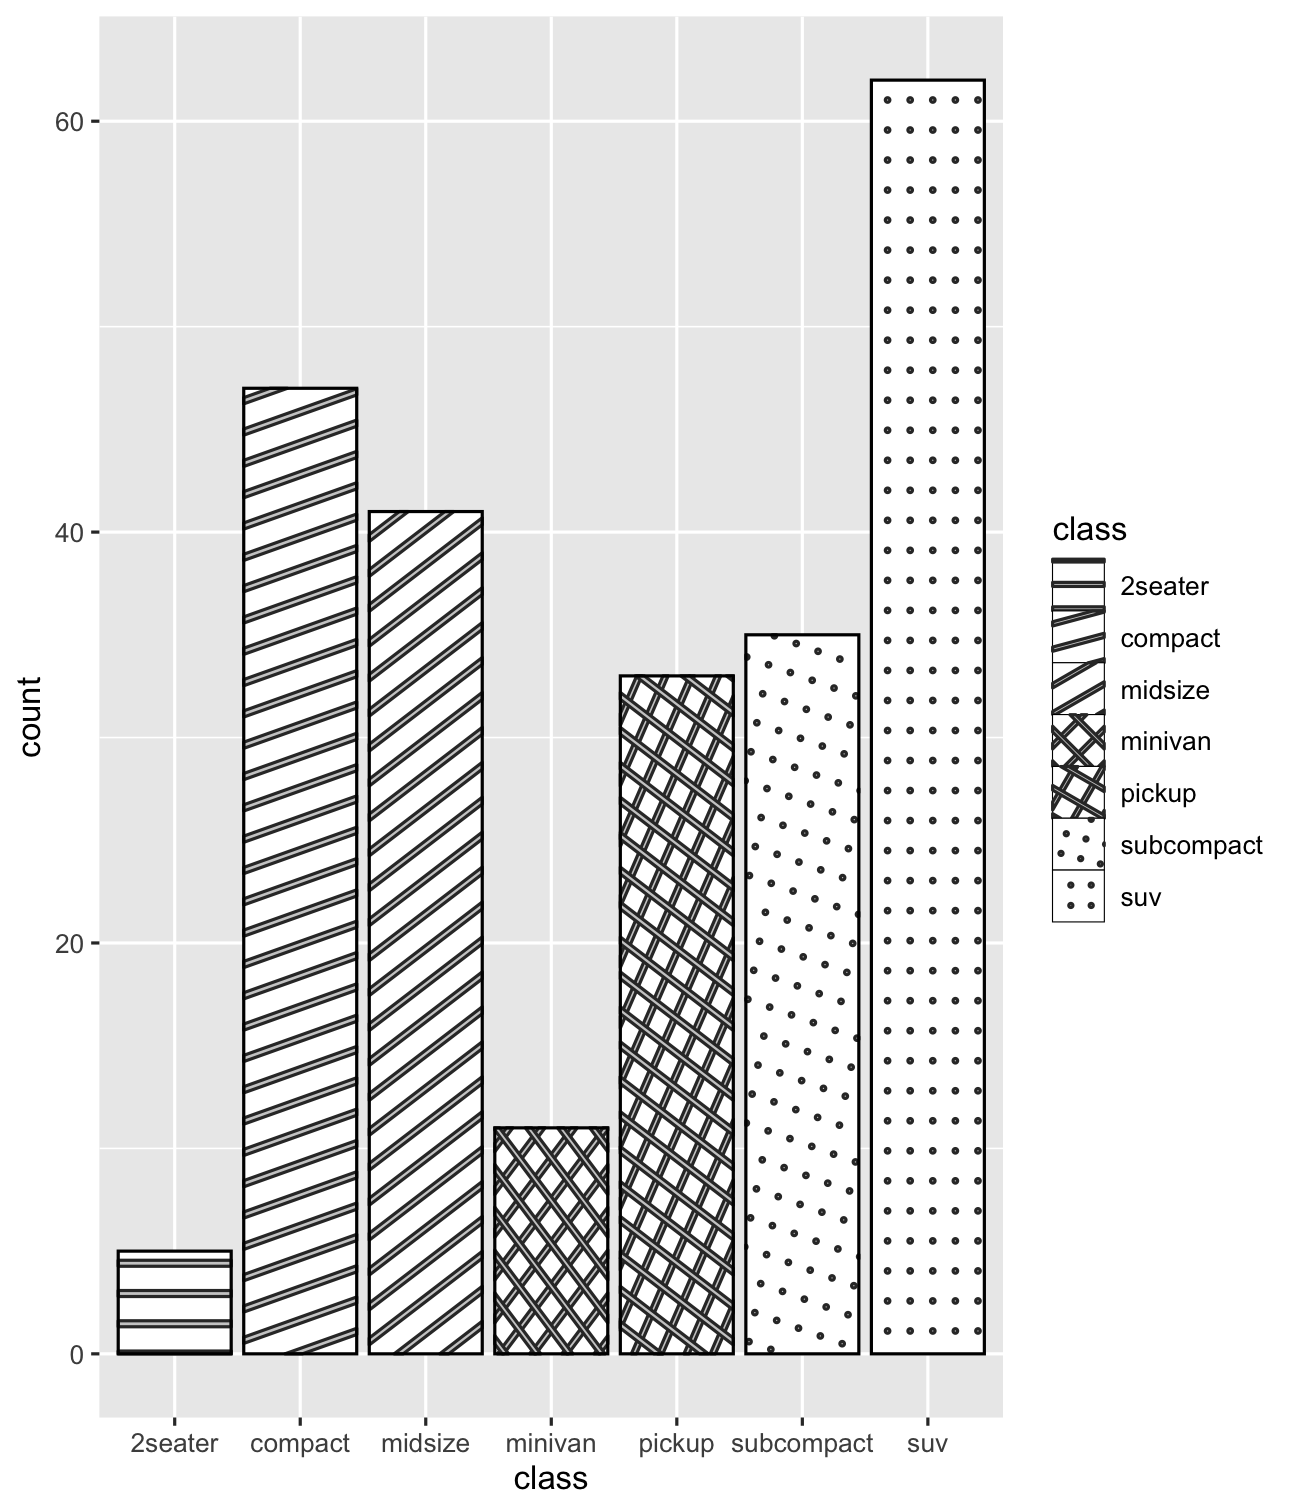 60
40
20
0
count
2seater compact midsize minivan pickup subcompact suv
class
class
2seater
compact
midsize
minivan
pickup
subcompact
suv